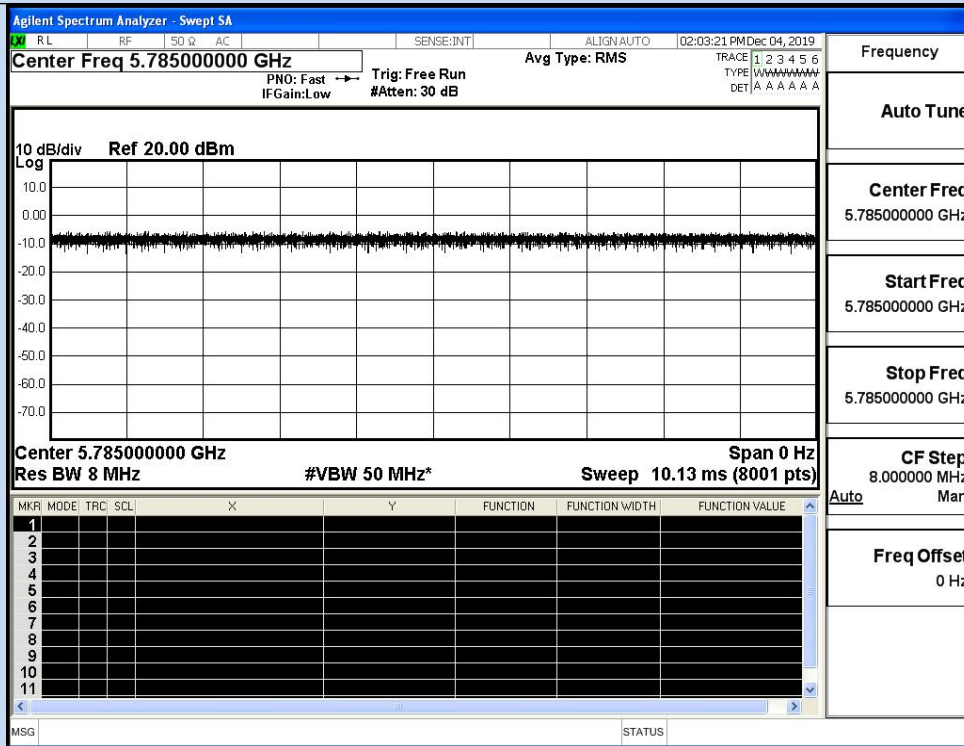 Agilent Spectrum Analyzer - Swept SA
LXI RL RF 50 Ω AC SENSE:INT ALIGN AUTO 02:03:21 PM Dec 04, 2019
Center Freq 5.785000000 GHz
PNO: Fast
IFGain:Low
Trig: Free Run
#Atten: 30 dB
Avg Type: RMS
TRACE 1 2 3 4 5 6
TYPE WWWWWW
DET A A A A A A
10 dB/div Ref 20.00 dBm
Log
10.0
0.00
-10.0
-20.0
-30.0
-40.0
-50.0
-60.0
-70.0
Center 5.785000000 GHz Span 0 Hz
Res BW 8 MHz #VBW 50 MHz* Sweep 10.13 ms (8001 pts)
MKR MODE TRC SCL X Y FUNCTION FUNCTION WIDTH FUNCTION VALUE
1
2
3
4
5
6
7
8
9
10
11
MSG STATUS
Frequency
Auto Tune
Center Freq
5.785000000 GHz
Start Freq
5.785000000 GHz
Stop Freq
5.785000000 GHz
CF Step
8.000000 MHz
Auto Man
Freq Offset
0 Hz